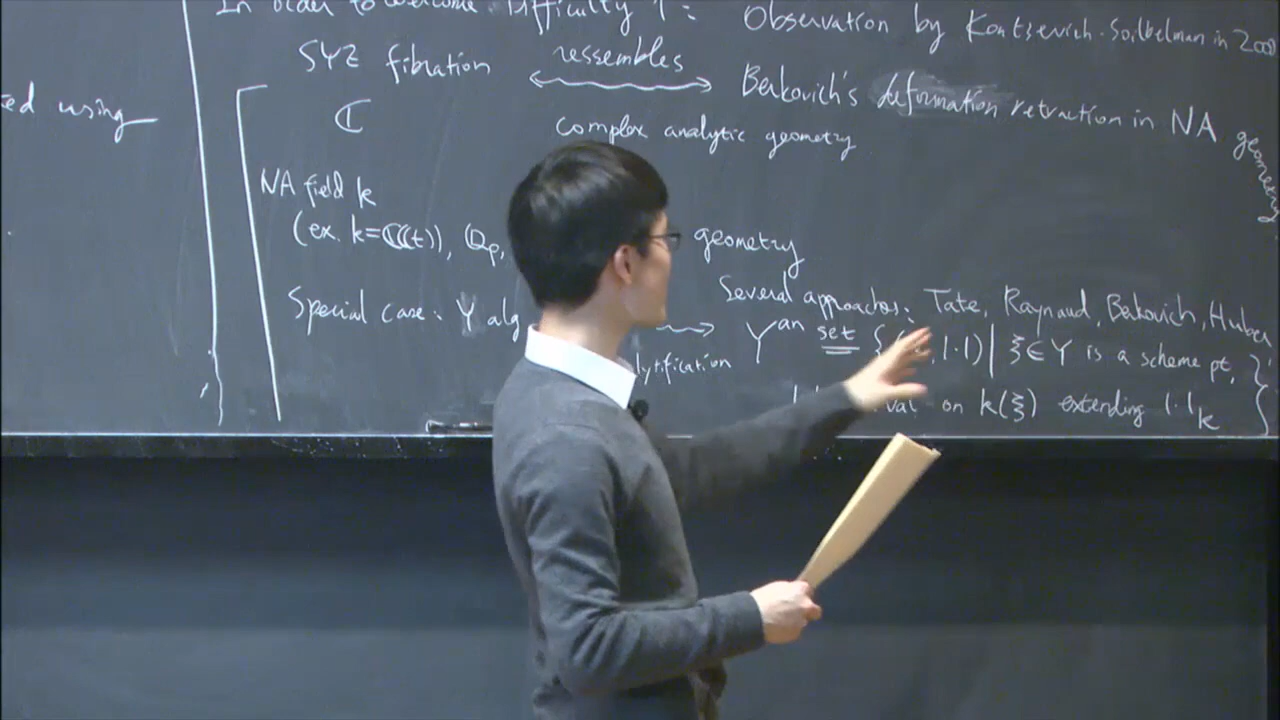 In order to overcome Difficulty 1:
Observation by Kontsevich-Soibelman in 2000
SYZ fibration
ressembles
Berkovich's deformation retraction in NA geometry
ed using
ℂ
complex analytic geometry
NA field k
(ex. k=ℂ((t)), ℚp,
geometry
Several approaches: Tate, Raynaud, Berkovich, Huber
Special case: Y alg
Y^an set {( , |·|) | ξ∈Y is a scheme pt,
lytification
val on k(ξ) extending |·|_k }